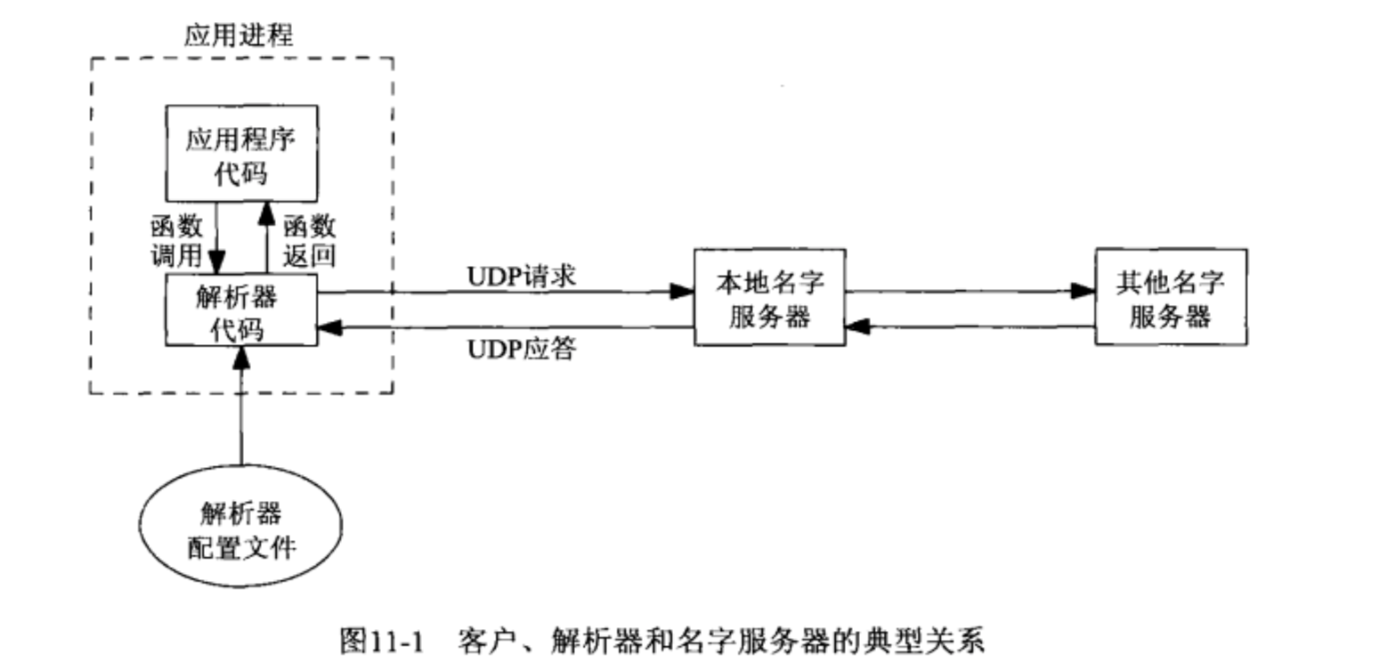 应用进程
应用程序
代码
函数
调用
函数
返回
解析器
代码
UDP请求
UDP应答
本地名字
服务器
其他名字
服务器
解析器
配置文件
图11-1 客户、解析器和名字服务器的典型关系